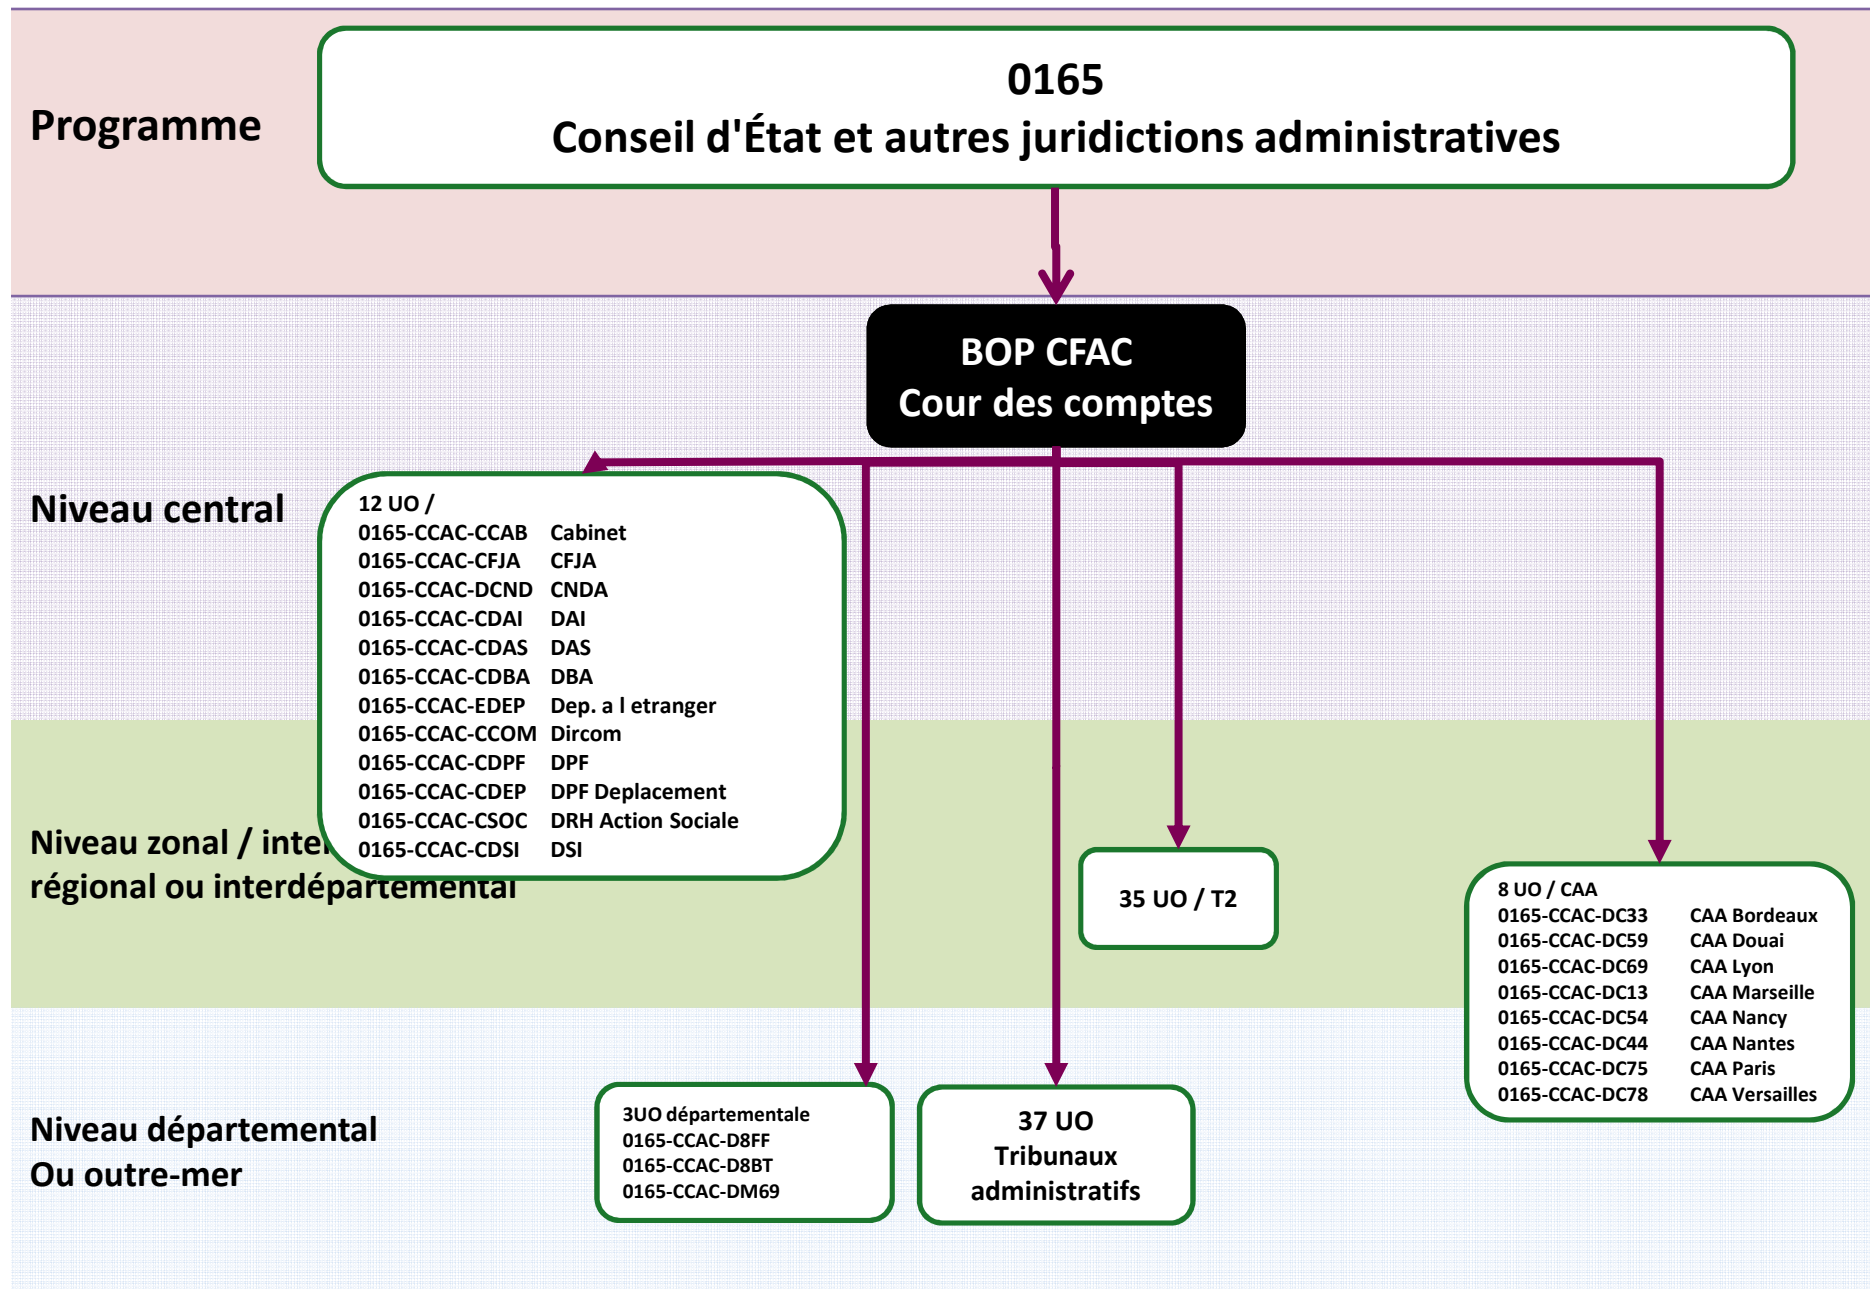 Programme
0165
Conseil d'État et autres juridictions administratives
BOP CFAC
Cour des comptes
Niveau central
12 UO /
0165-CCAC-CCAB Cabinet
0165-CCAC-CFJA CFJA
0165-CCAC-DCND CNDA
0165-CCAC-CDAI DAI
0165-CCAC-CDAS DAS
0165-CCAC-CDBA DBA
0165-CCAC-EDEP Dep. a l etranger
0165-CCAC-CCOM Dircom
0165-CCAC-CDPF DPF
0165-CCAC-CDEP DPF Deplacement
0165-CCAC-CSOC DRH Action Sociale
0165-CCAC-CDSI DSI
Niveau zonal /
régional ou interdépartemental
35 UO / T2
8 UO / CAA
0165-CCAC-DC33 CAA Bordeaux
0165-CCAC-DC59 CAA Douai
0165-CCAC-DC69 CAA Lyon
0165-CCAC-DC13 CAA Marseille
0165-CCAC-DC54 CAA Nancy
0165-CCAC-DC44 CAA Nantes
0165-CCAC-DC75 CAA Paris
0165-CCAC-DC78 CAA Versailles
Niveau départemental
Ou outre-mer
3UO départementale
0165-CCAC-D8FF
0165-CCAC-D8BT
0165-CCAC-DM69
37 UO
Tribunaux
administratifs